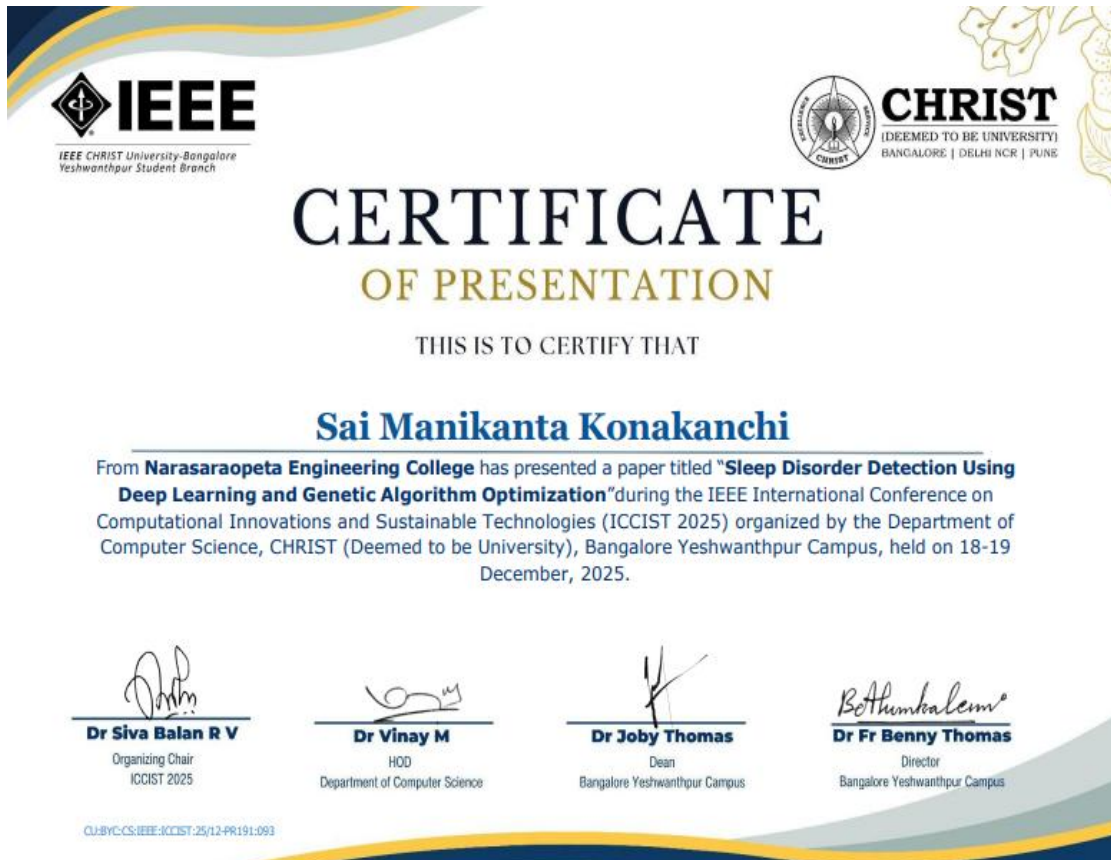 IEEE
IEEE CHRIST University-Bangalore
Yeshwanthpur Student Branch
EXCELLENCE SERVICE
CHRIST
CHRIST
(DEEMED TO BE UNIVERSITY)
BANGALORE | DELHI NCR | PUNE
CERTIFICATE
OF PRESENTATION
THIS IS TO CERTIFY THAT
Sai Manikanta Konakanchi
From Narasaraopeta Engineering College has presented a paper titled “Sleep Disorder Detection Using
Deep Learning and Genetic Algorithm Optimization”during the IEEE International Conference on
Computational Innovations and Sustainable Technologies (ICCIST 2025) organized by the Department of
Computer Science, CHRIST (Deemed to be University), Bangalore Yeshwanthpur Campus, held on 18-19
December, 2025.
Dr Siva Balan R V
Organizing Chair
ICCIST 2025
Dr Vinay M
HOD
Department of Computer Science
Dr Joby Thomas
Dean
Bangalore Yeshwanthpur Campus
Dr Fr Benny Thomas
Director
Bangalore Yeshwanthpur Campus
CU:BYC:CS:IEEE:ICCIST:25/12-PR191:093